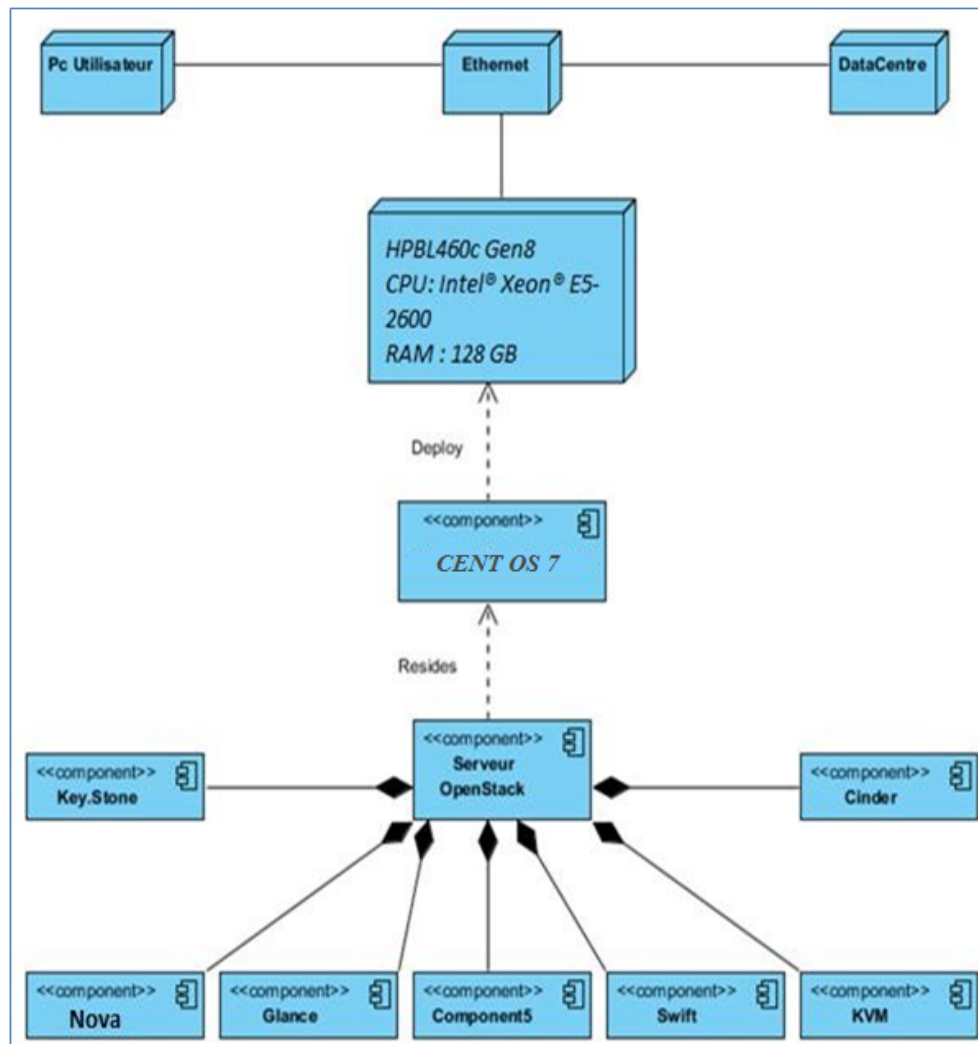 Pc Utilisateur
Ethernet
DataCentre
HPBL460c Gen8
CPU: Intel® Xeon® E5-
2600
RAM : 128 GB
Deploy
<<component>>
CENT OS 7
Resides
<<component>>
Serveur
OpenStack
<<component>>
Key.Stone
<<component>>
Cinder
<<component>>
Nova
<<component>>
Glance
<<component>>
Component5
<<component>>
Swift
<<component>>
KVM